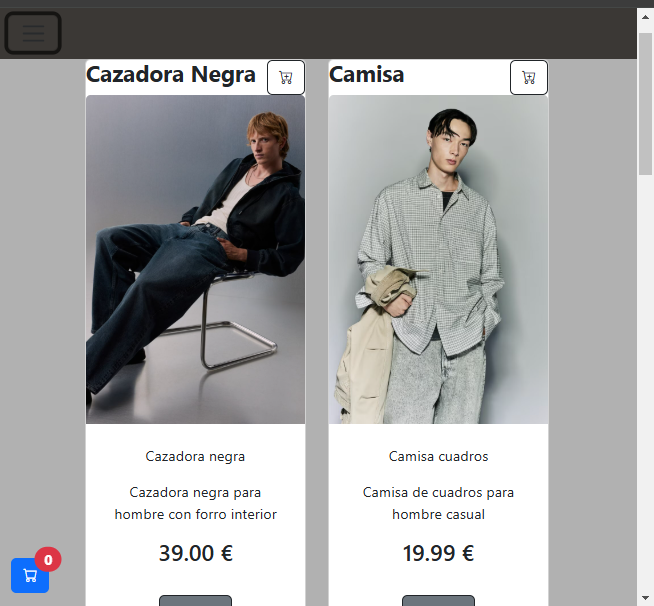 Cazadora Negra
Camisa
Cazadora negra
Cazadora negra para
hombre con forro interior
39.00 €
Camisa cuadros
Camisa de cuadros para
hombre casual
19.99 €
0